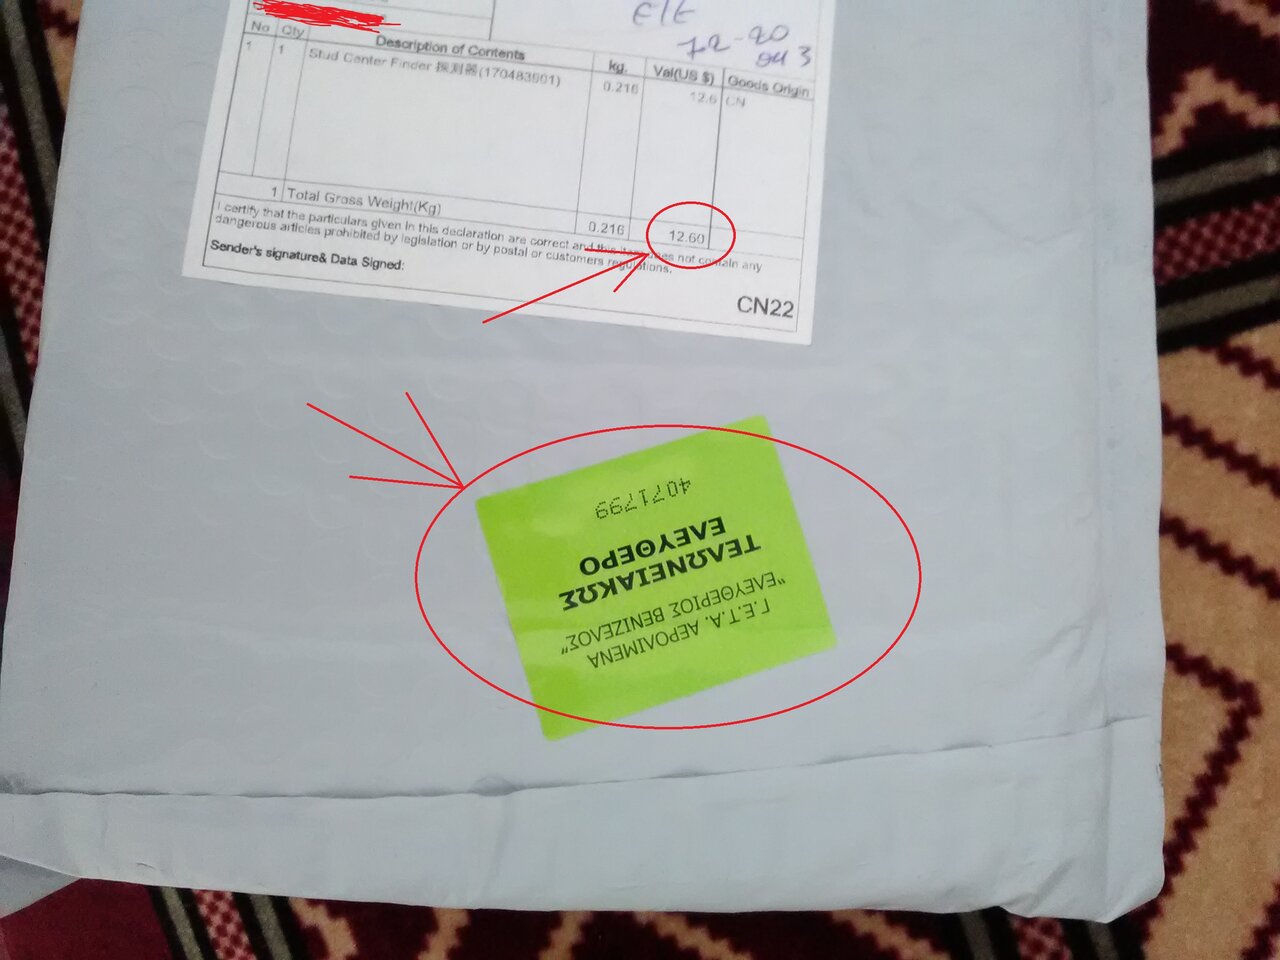 ε/ε
72-20
943
No Qty Description of Contents kg. Val(US $) Goods Origin
1 1 Stud Center Finder 探测器(170483501) 0.216 12.6 CN
1 Total Gross Weight(Kg) 0.216 12.60
I certify that the particulars given in this declaration are correct and this item does not contain any
dangerous articles prohibited by legislation or by postal or customers regulations.
Sender's signature& Data Signed:
CN22
Γ.Ε.Τ.Α. ΑΕΡΟΛΙΜΕΝΑ
"ΕΛΕΥΘΕΡΙΟΣ ΒΕΝΙΖΕΛΟΣ"
ΤΕΛΩΝΕΙΑΚΩΣ
ΕΛΕΥΘΕΡΟ
4071799